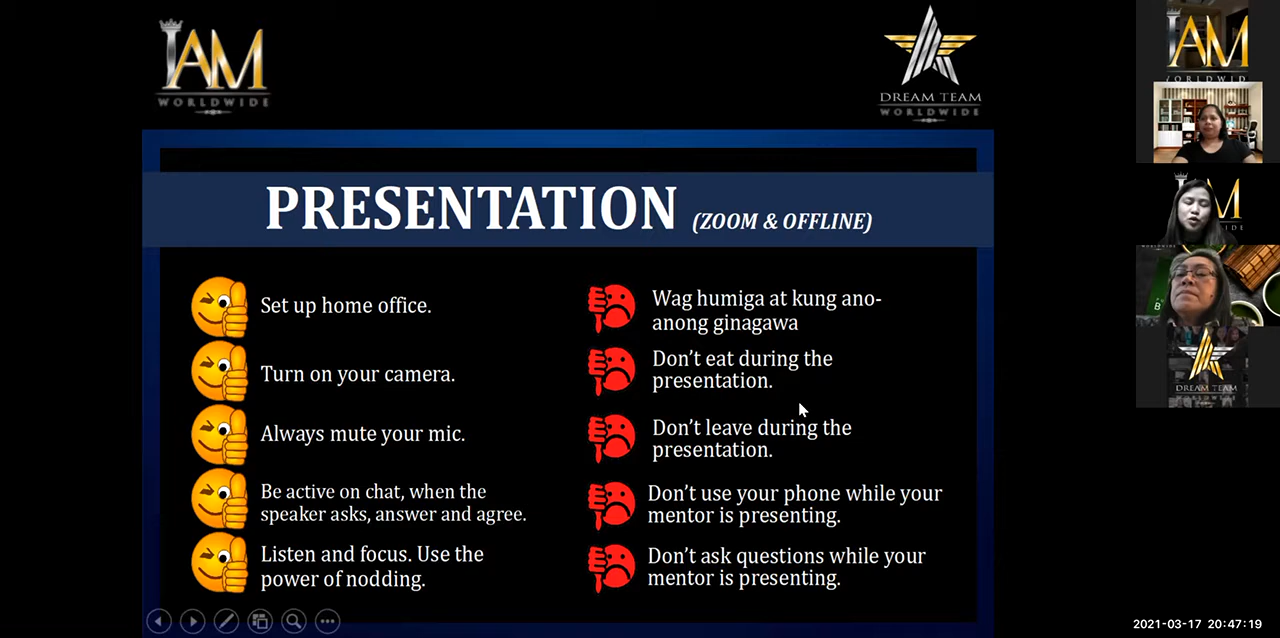 IAM
WORLDWIDE
DREAM TEAM
WORLDWIDE
PRESENTATION (ZOOM & OFFLINE)
Set up home office.
Turn on your camera.
Always mute your mic.
Be active on chat, when the
speaker asks, answer and agree.
Listen and focus. Use the
power of nodding.
Wag humiga at kung ano-
anong ginagawa
Don’t eat during the
presentation.
Don’t leave during the
presentation.
Don’t use your phone while your
mentor is presenting.
Don’t ask questions while your
mentor is presenting.
IAM
WORLDWIDE
DREAM TEAM
WORLDWIDE
2021-03-17 20:47:19